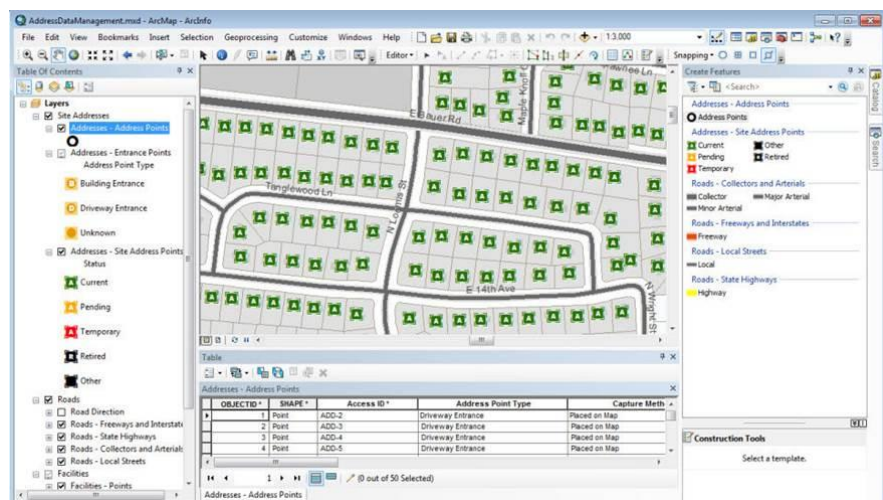 AddressDataManagement.mxd - ArcMap - ArcInfo
File Edit View Bookmarks Insert Selection Geoprocessing Customize Windows Help
1:3,000
Editor
Snapping
Table Of Contents
Layers
Site Addresses
Addresses - Address Points
Addresses - Entrance Points
Address Point Type
Building Entrance
Driveway Entrance
Unknown
Addresses - Site Address Points
Status
Current
Pending
Temporary
Retired
Other
Roads
Road Direction
Roads - Freeways and Interstate
Roads - State Highways
Roads - Collectors and Arterials
Roads - Local Streets
Facilities
Facilities - Points
E Bauer Rd
Maple Knoll
Tanglewood Ln
N Loomis St
E 14th Ave
N Wright St
Table
Addresses - Address Points
OBJECTID * SHAPE * Access ID * Address Point Type Capture Meth
1 Point ADD-2 Driveway Entrance Placed on Map
2 Point ADD-3 Driveway Entrance Placed on Map
3 Point ADD-4 Driveway Entrance Placed on Map
4 Point ADD-5 Driveway Entrance Placed on Map
1
(0 out of 50 Selected)
Addresses - Address Points
Create Features
<Search>
Addresses - Address Points
Address Points
Addresses - Site Address Points
Current Other
Pending Retired
Temporary
Roads - Collectors and Arterials
Collector Major Arterial
Minor Arterial
Roads - Freeways and Interstates
Freeway
Roads - Local Streets
Local
Roads - State Highways
Highway
Construction Tools
Select a template.
Catalog
Search